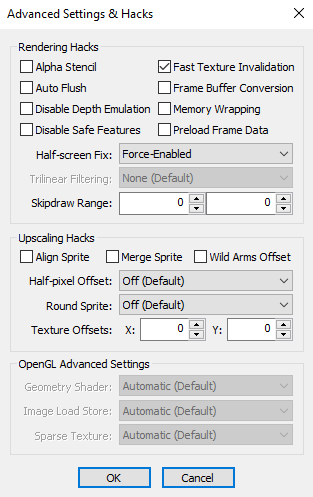 Advanced Settings & Hacks
Rendering Hacks
Alpha Stencil Fast Texture Invalidation
Auto Flush Frame Buffer Conversion
Disable Depth Emulation Memory Wrapping
Disable Safe Features Preload Frame Data
Half-screen Fix: Force-Enabled
Trilinear Filtering: None (Default)
Skipdraw Range: 0 0
Upscaling Hacks
Align Sprite Merge Sprite Wild Arms Offset
Half-pixel Offset: Off (Default)
Round Sprite: Off (Default)
Texture Offsets: X: 0 Y: 0
OpenGL Advanced Settings
Geometry Shader: Automatic (Default)
Image Load Store: Automatic (Default)
Sparse Texture: Automatic (Default)
OK Cancel